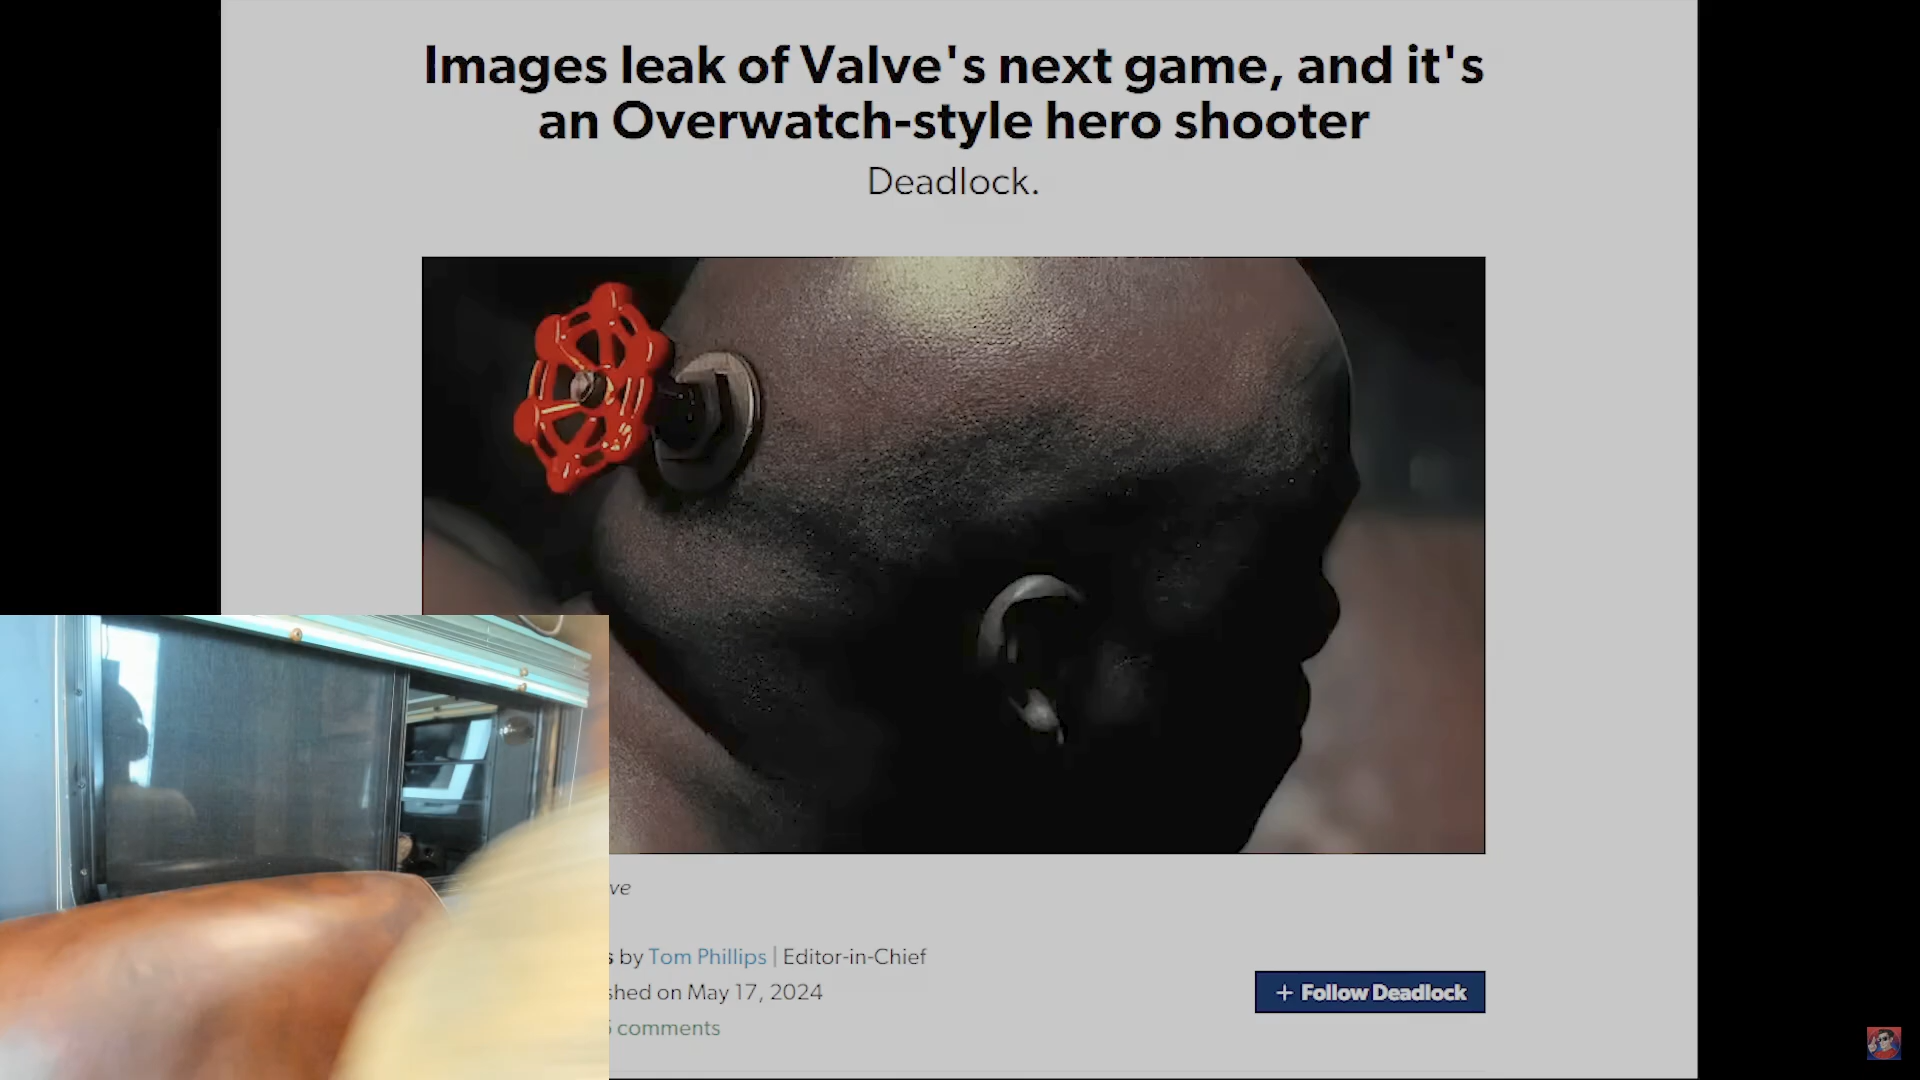 Images leak of Valve's next game, and it's
an Overwatch-style hero shooter
Deadlock.
by Tom Phillips | Editor-in-Chief
on May 17, 2024
comments
+ Follow Deadlock